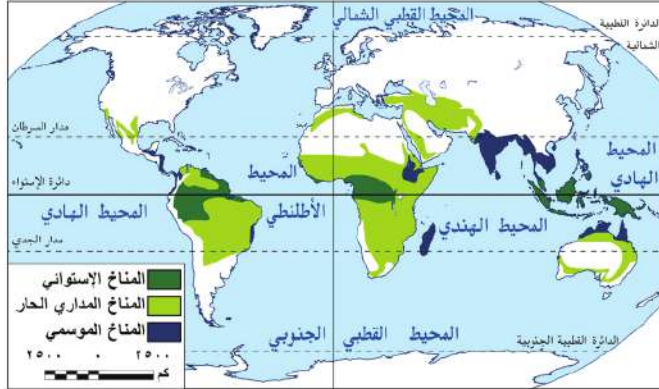 المحيط القطبي الشمالي
الدائرة القطبية
الشمالية
مدار السرطان
المحيط
الهادي
دائرة الإستواء
المحيط
الأطلنطي
المحيط الهادي
المحيط الهندي
مدار الجدي
المناخ الإستوائي
المناخ المداري الحار
المناخ الموسمي
٢٥٠٠ ٠ ٢٥٠٠
كم
المحيط القطبي الجنوبي
الدائرة القطبية الجنوبية